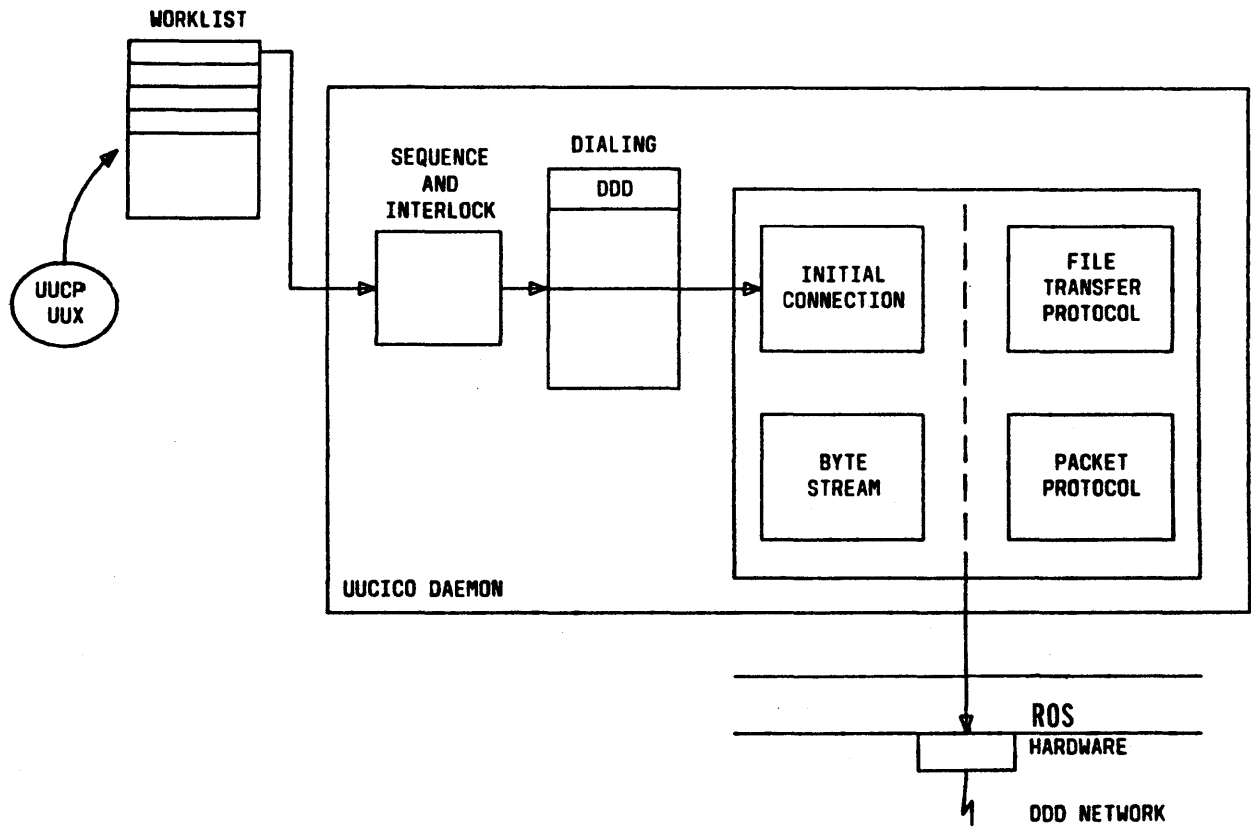 WORKLIST
UUCP
UUX
SEQUENCE
AND
INTERLOCK
DIALING
DDD
INITIAL
CONNECTION
FILE
TRANSFER
PROTOCOL
BYTE
STREAM
PACKET
PROTOCOL
UUCICO DAEMON
ROS
HARDWARE
DDD NETWORK